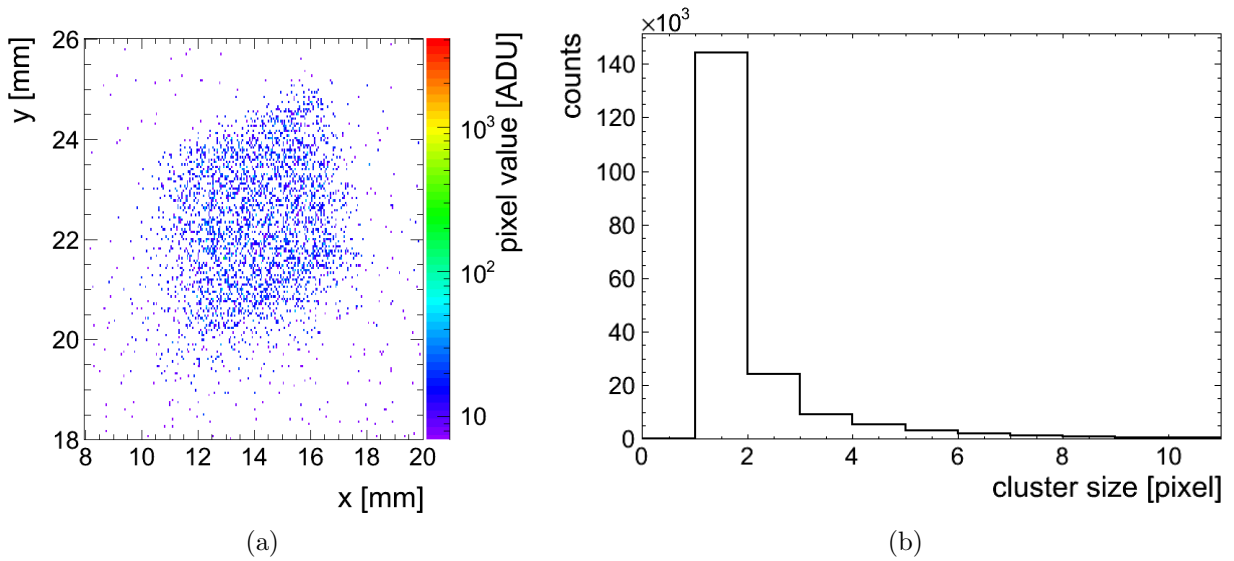 26
24
22
20
18
8 10 12 14 16 18 20
y [mm]
x [mm]
10³
10²
10
pixel value [ADU]
(a)
×10³
140
120
100
80
60
40
20
0
0 2 4 6 8 10
counts
cluster size [pixel]
(b)